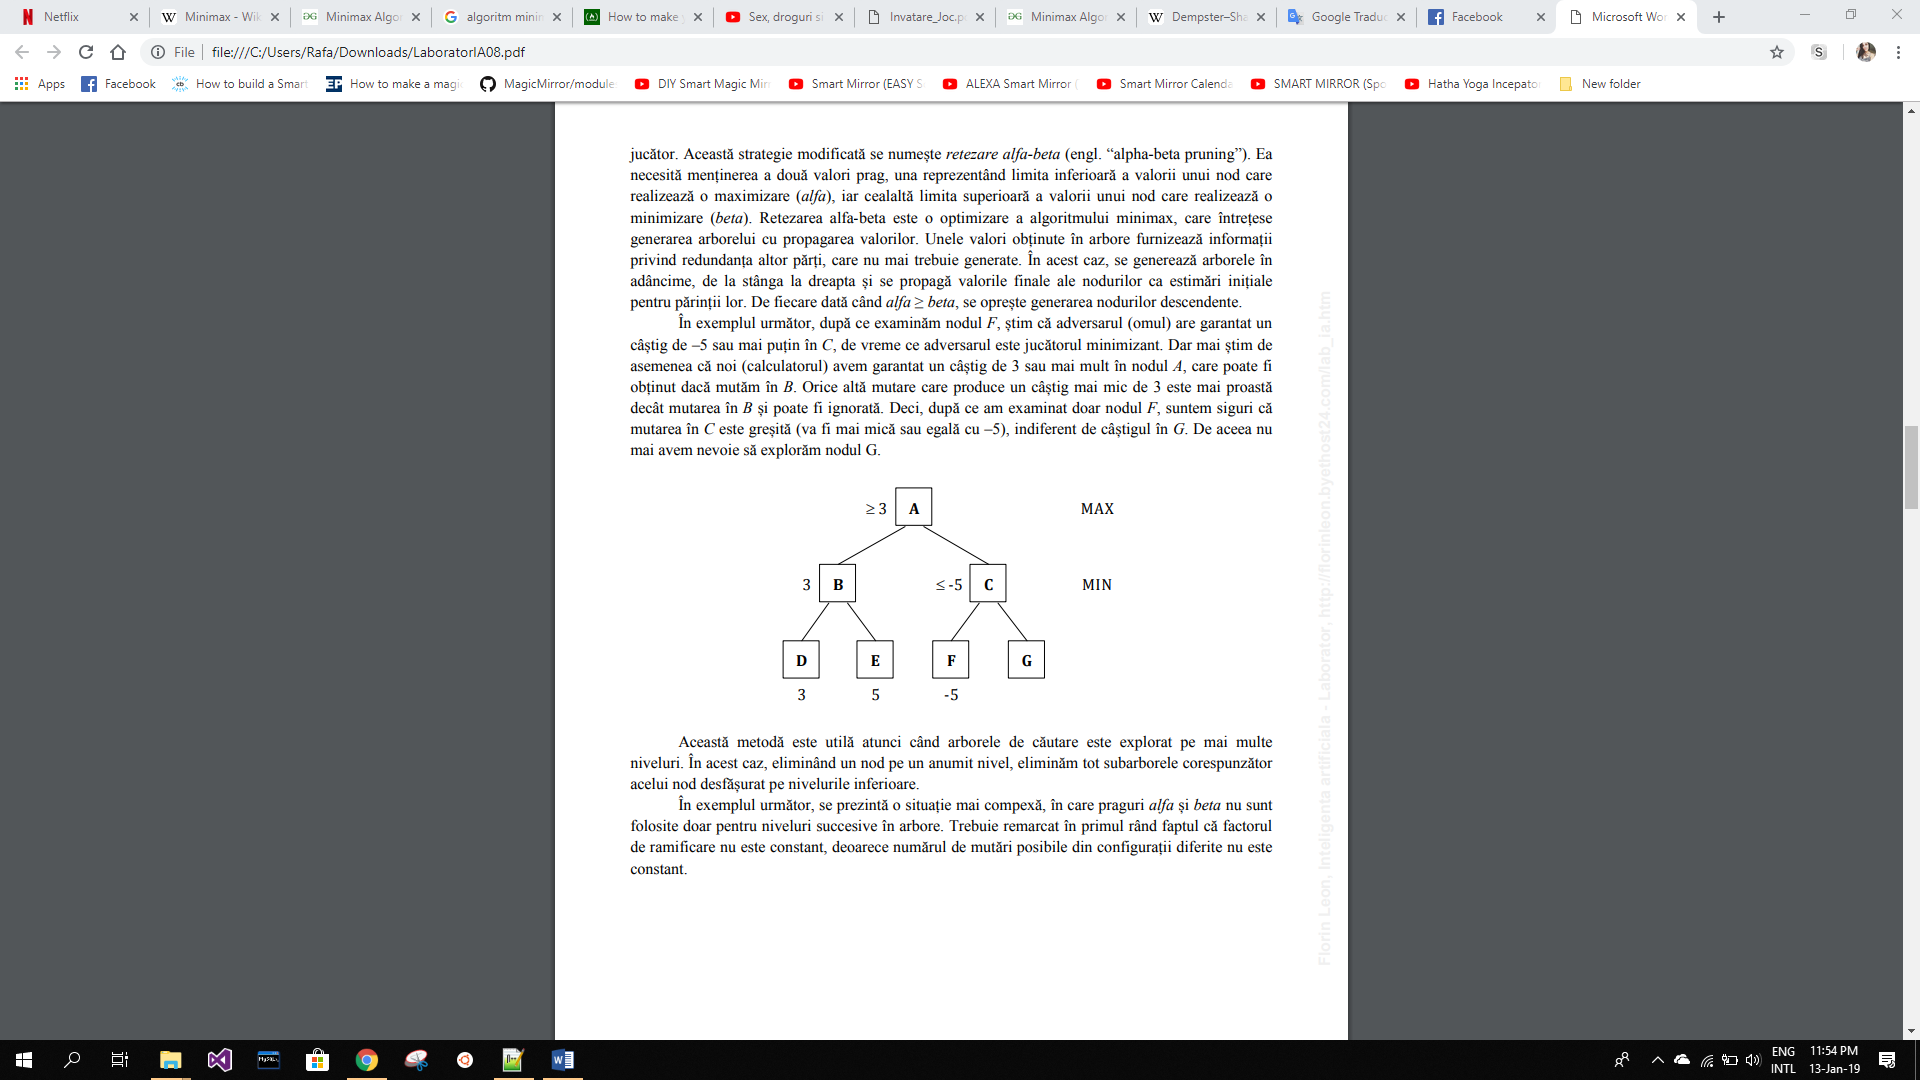 Netflix
Minimax - Wik
Minimax Algor
algoritm minim
How to make
Sex, droguri si
Invatare_Joc.p
Minimax Algor
Dempster–Sha
Google Traduc
Facebook
Microsoft Wor
File
file:///C:/Users/Rafa/Downloads/LaboratorIA08.pdf
S
Apps
Facebook
How to build a Smart
How to make a magi
MagicMirror/module
DIY Smart Magic Mirr
Smart Mirror (EASY S
ALEXA Smart Mirror (
Smart Mirror Calenda
SMART MIRROR (Spo
Hatha Yoga Incepator
New folder
jucător. Această strategie modificată se numește retezare alfa-beta (engl. “alpha-beta pruning”). Ea
necesită menținerea a două valori prag, una reprezentând limita inferioară a valorii unui nod care
realizează o maximizare (alfa), iar cealaltă limita superioară a valorii unui nod care realizează o
minimizare (beta). Retezarea alfa-beta este o optimizare a algoritmului minimax, care întrețese
generarea arborelui cu propagarea valorilor. Unele valori obținute în arbore furnizează informații
privind redundanța altor părți, care nu mai trebuie generate. În acest caz, se generează arborele în
adâncime, de la stânga la dreapta și se propagă valorile finale ale nodurilor ca estimări inițiale
pentru părinții lor. De fiecare dată când alfa ≥ beta, se oprește generarea nodurilor descendente.
În exemplul următor, după ce examinăm nodul F, știm că adversarul (omul) are garantat un
câștig de –5 sau mai puțin în C, de vreme ce adversarul este jucătorul minimizant. Dar mai știm de
asemenea că noi (calculatorul) avem garantat un câștig de 3 sau mai mult în nodul A, care poate fi
obținut dacă mutăm în B. Orice altă mutare care produce un câștig mai mic de 3 este mai proastă
decât mutarea în B și poate fi ignorată. Deci, după ce am examinat doar nodul F, suntem siguri că
mutarea în C este greșită (va fi mai mică sau egală cu –5), indiferent de câștigul în G. De aceea nu
mai avem nevoie să explorăm nodul G.
≥ 3 A MAX
3 B ≤ -5 C MIN
D E F G
3 5 -5
Această metodă este utilă atunci când arborele de căutare este explorat pe mai multe
niveluri. În acest caz, eliminând un nod pe un anumit nivel, eliminăm tot subarborele corespunzător
acelui nod desfășurat pe nivelurile inferioare.
În exemplul următor, se prezintă o situație mai compexă, în care praguri alfa și beta nu sunt
folosite doar pentru niveluri succesive în arbore. Trebuie remarcat în primul rând faptul că factorul
de ramificare nu este constant, deoarece numărul de mutări posibile din configurații diferite nu este
constant.
Florin Leon, Inteligenta artificiala - Laborator, http://florinleon.byethost24.com/lab_ia.htm
ENG
INTL
11:54 PM
13-Jan-19